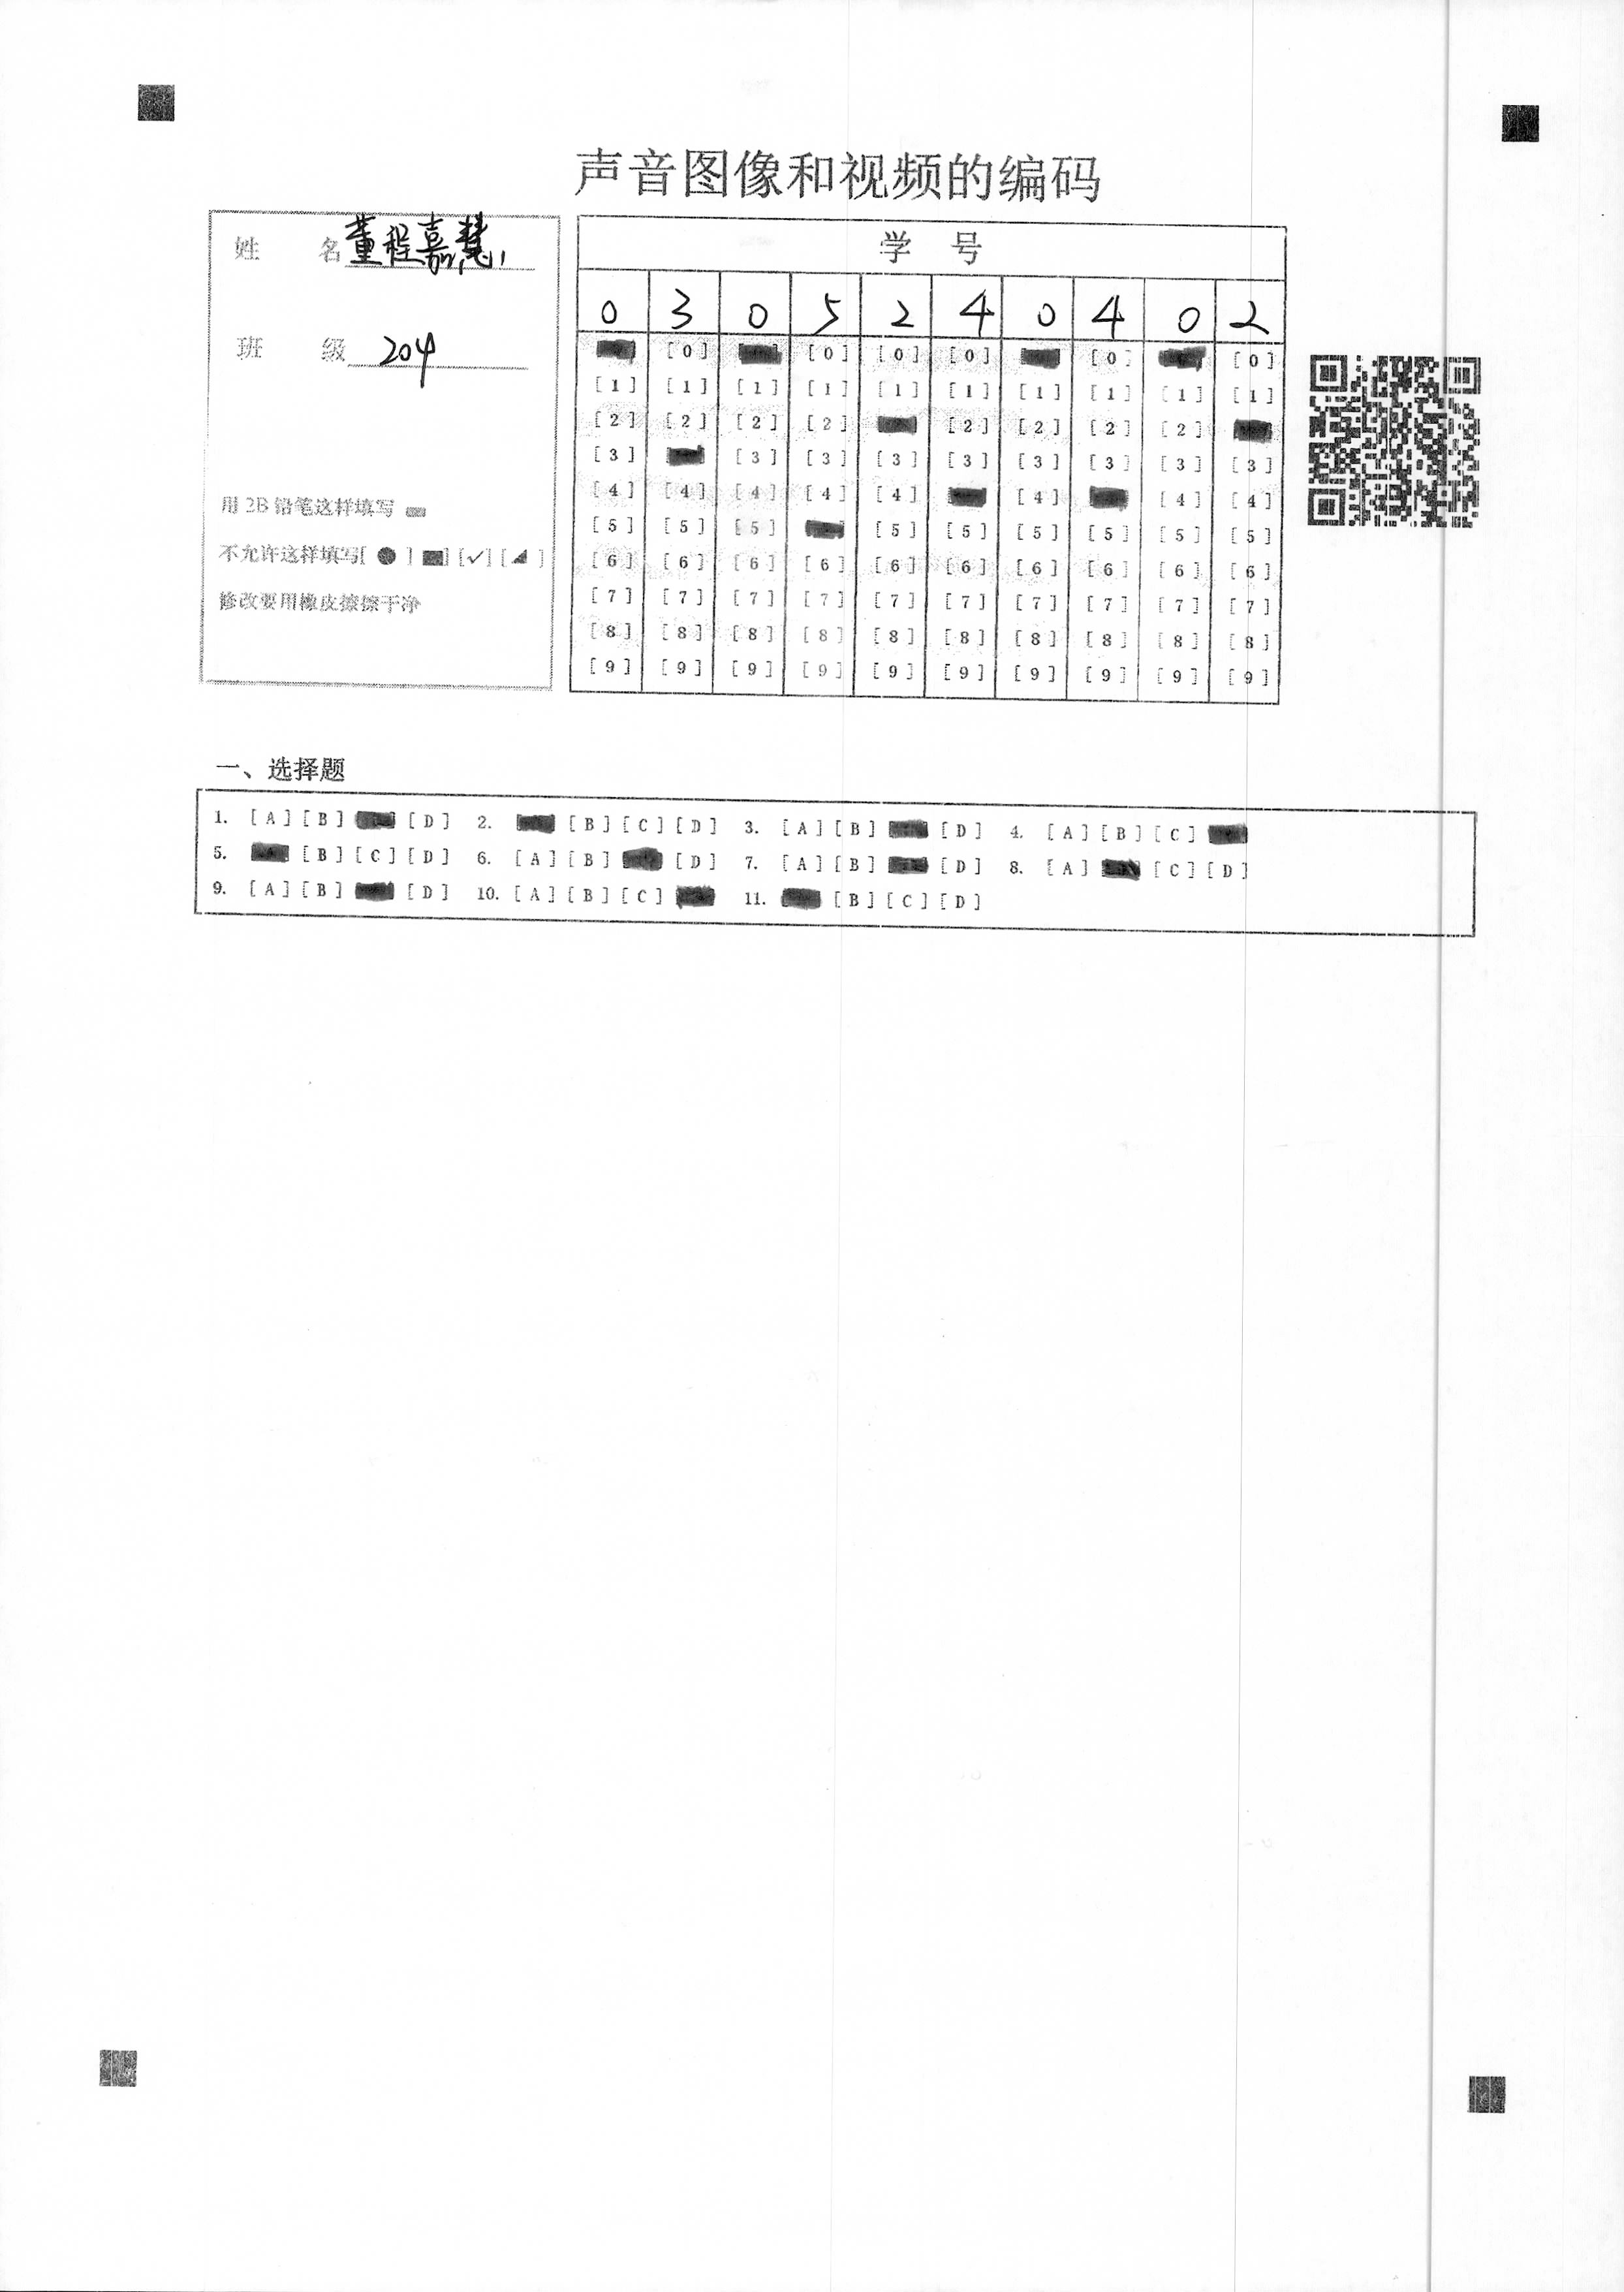 声音图像和视频的编码
姓 名 董程嘉慧
班 级 204
用 2B 铅笔这样填写
不允许这样填写[ ● ] ■] [✓] [◢ ]
修改要用橡皮擦擦干净
学 号
0 3 0 5 2 4 0 4 0 2
[0] [0] [0] [0] [0] [0]
[1] [1] [1] [1] [1] [1] [1] [1] [1] [1]
[2] [2] [2] [2] [2] [2] [2] [2]
[3] [3] [3] [3] [3] [3] [3] [3] [3]
[4] [4] [4] [4] [4] [4] [4] [4]
[5] [5] [5] [5] [5] [5] [5] [5] [5]
[6] [6] [6] [6] [6] [6] [6] [6] [6] [6]
[7] [7] [7] [7] [7] [7] [7] [7] [7] [7]
[8] [8] [8] [8] [8] [8] [8] [8] [8] [8]
[9] [9] [9] [9] [9] [9] [9] [9] [9] [9]
一、选择题
1. [A] [B] [D] 2. [B] [C] [D] 3. [A] [B] [D] 4. [A] [B] [C]
5. [B] [C] [D] 6. [A] [B] [D] 7. [A] [B] [D] 8. [A] [C] [D]
9. [A] [B] [D] 10. [A] [B] [C] 11. [B] [C] [D]